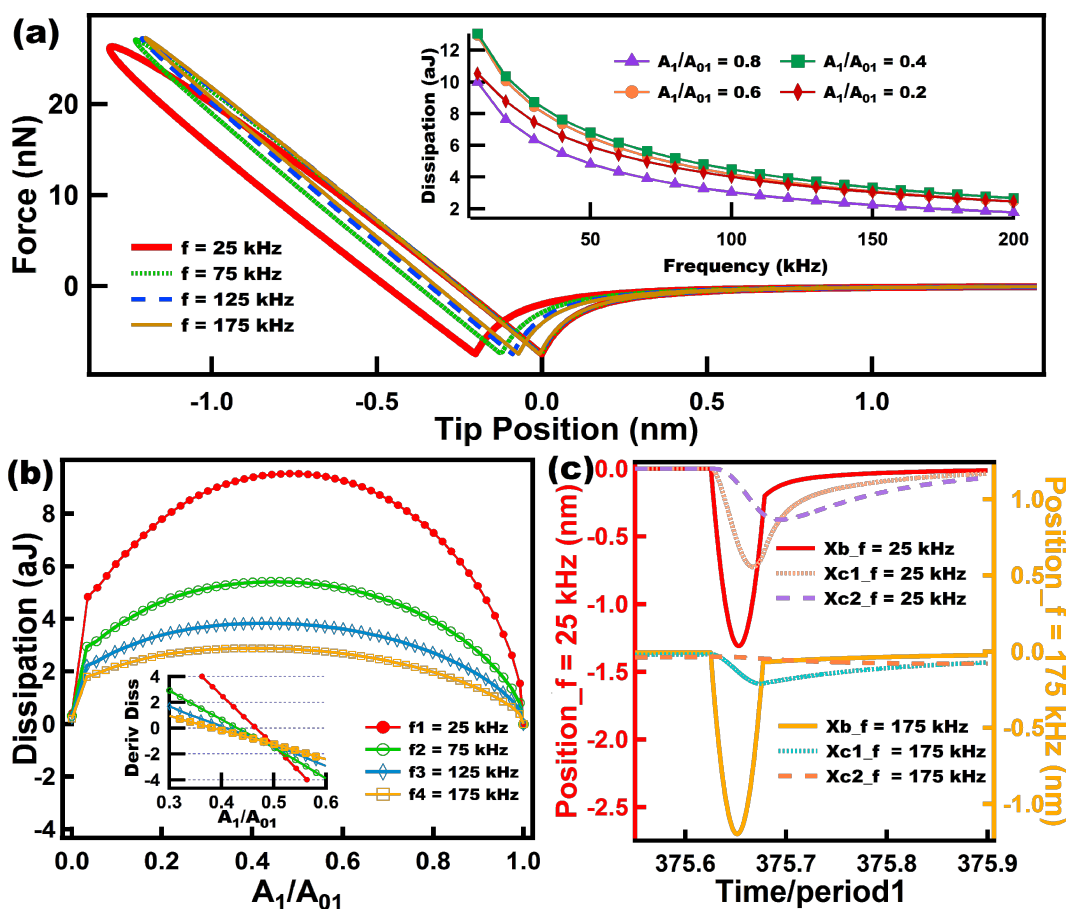 (a)
Force (nN)
20
10
0
f = 25 kHz
f = 75 kHz
f = 125 kHz
f = 175 kHz
-1.0
-0.5
0.0
0.5
1.0
Tip Position (nm)
Dissipation (aJ)
12
10
8
6
4
2
A1/A01 = 0.8
A1/A01 = 0.4
A1/A01 = 0.6
A1/A01 = 0.2
50
100
150
200
Frequency (kHz)
(b)
Dissipation (aJ)
8
6
4
2
0
2
-4
Deriv Diss
4
2
0
-2
-4
0.3
0.4
0.5
0.6
A1/A01
f1 = 25 kHz
f2 = 75 kHz
f3 = 125 kHz
f4 = 175 kHz
0.0
0.2
0.4
0.6
0.8
1.0
A1/A01
(c)
Position_f = 25 kHz (nm)
0.0
-0.5
-1.0
-1.5
-2.0
-2.5
Xb_f = 25 kHz
Xc1_f = 25 kHz
Xc2_f = 25 kHz
Xb_f = 175 kHz
Xc1_f = 175 kHz
Xc2_f = 175 kHz
1.0
0.5
0.0
-0.5
-1.0
Position_f = 175 kHz (nm)
375.6
375.7
375.8
375.9
Time/period1